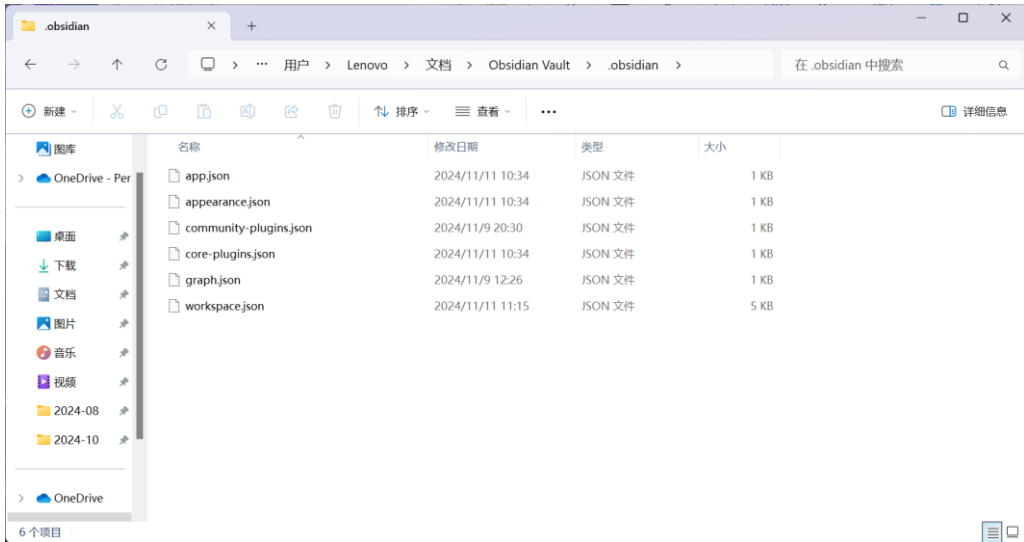 .obsidian
··· 用户 Lenovo 文档 Obsidian Vault .obsidian 在 .obsidian 中搜索
新建 排序 查看 ··· 详细信息
图库
OneDrive - Per
桌面
下载
文档
图片
音乐
视频
2024-08
2024-10
OneDrive
名称 修改日期 类型 大小
app.json 2024/11/11 10:34 JSON 文件 1 KB
appearance.json 2024/11/11 10:34 JSON 文件 1 KB
community-plugins.json 2024/11/9 20:30 JSON 文件 1 KB
core-plugins.json 2024/11/11 10:34 JSON 文件 1 KB
graph.json 2024/11/9 12:26 JSON 文件 1 KB
workspace.json 2024/11/11 11:15 JSON 文件 5 KB
6 个项目